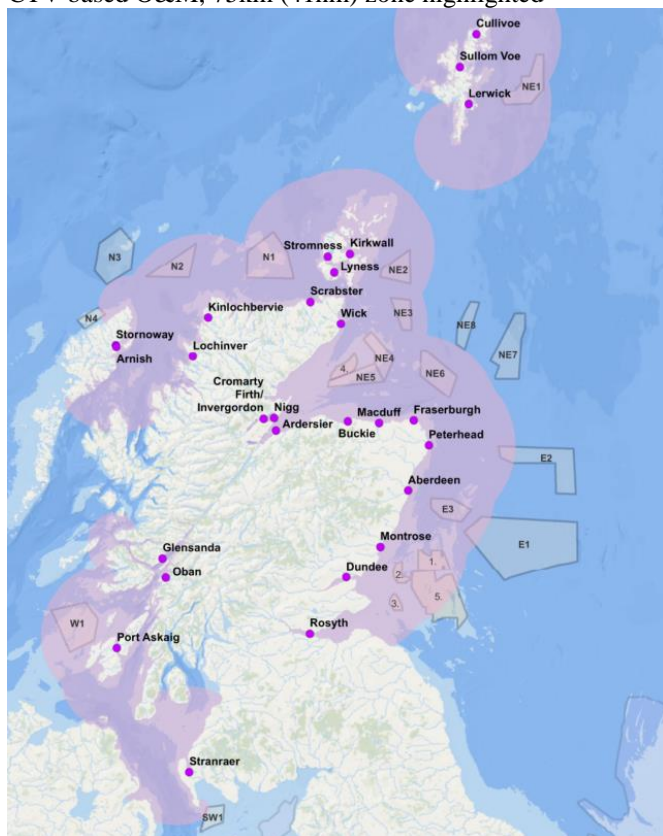 CTV based O&M, 75km (41nm) zone highlighted
Cullivoe
Sullom Voe
NE1
Lerwick
N3
N2
N1
Stromness
Kirkwall
Lyness
NE2
Scrabster
Kinlochbervie
N4
Wick
NE3
NE8
Stornoway
Arnish
Lochinver
4.
NE4
NE5
NE6
NE7
Cromarty
Firth/
Invergordon
Nigg
Ardersier
Macduff
Buckie
Fraserburgh
Peterhead
E2
Aberdeen
E3
Montrose
E1
Glensanda
Oban
Dundee
1.
2.
3.
5.
W1
Port Askaig
Rosyth
Stranraer
SW1